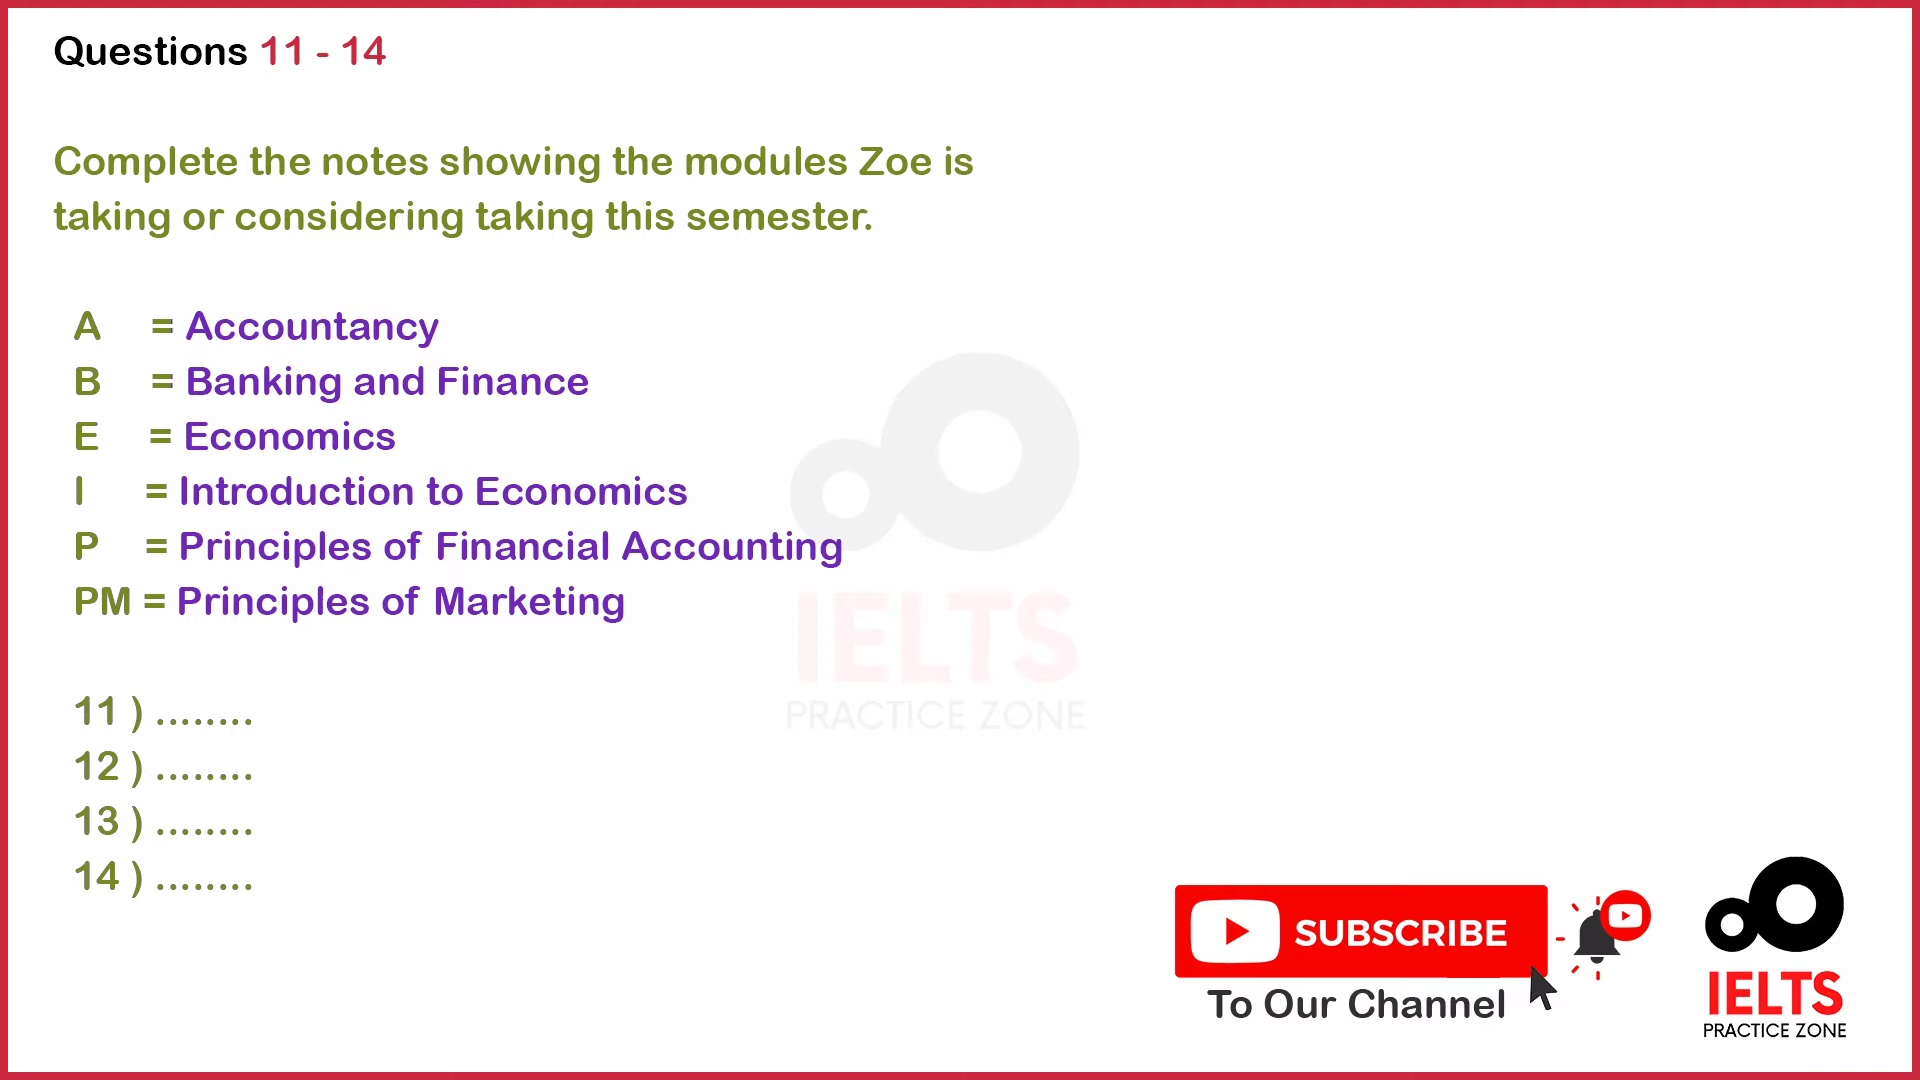 Questions 11 - 14
Complete the notes showing the modules Zoe is
taking or considering taking this semester.
A = Accountancy
B = Banking and Finance
E = Economics
I = Introduction to Economics
P = Principles of Financial Accounting
PM = Principles of Marketing
IELTS
PRACTICE ZONE
11 ) ........
12 ) ........
13 ) ........
14 ) ........
SUBSCRIBE
To Our Channel
IELTS
PRACTICE ZONE